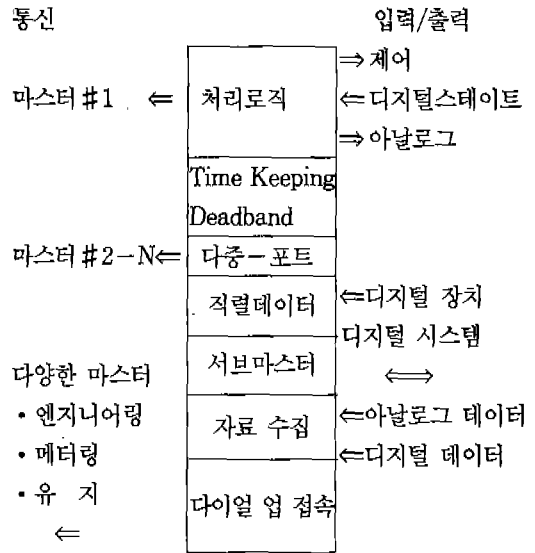 통신 입력/출력
⇒제어
마스터 #1 ⇐ 처리로직 ⇐디지털스테이트
⇒아날로그
Time Keeping
Deadband
마스터 #2-N⇐ 다중-포트
직렬데이터 ⇐디지털 장치
디지털 시스템
서브마스터 ⟺
다양한 마스터
• 엔지니어링 자료 수집 ⇐아날로그 테이터
• 메터링 ⇐디지털 데이터
• 유 지 다이얼 업 접속
⇐